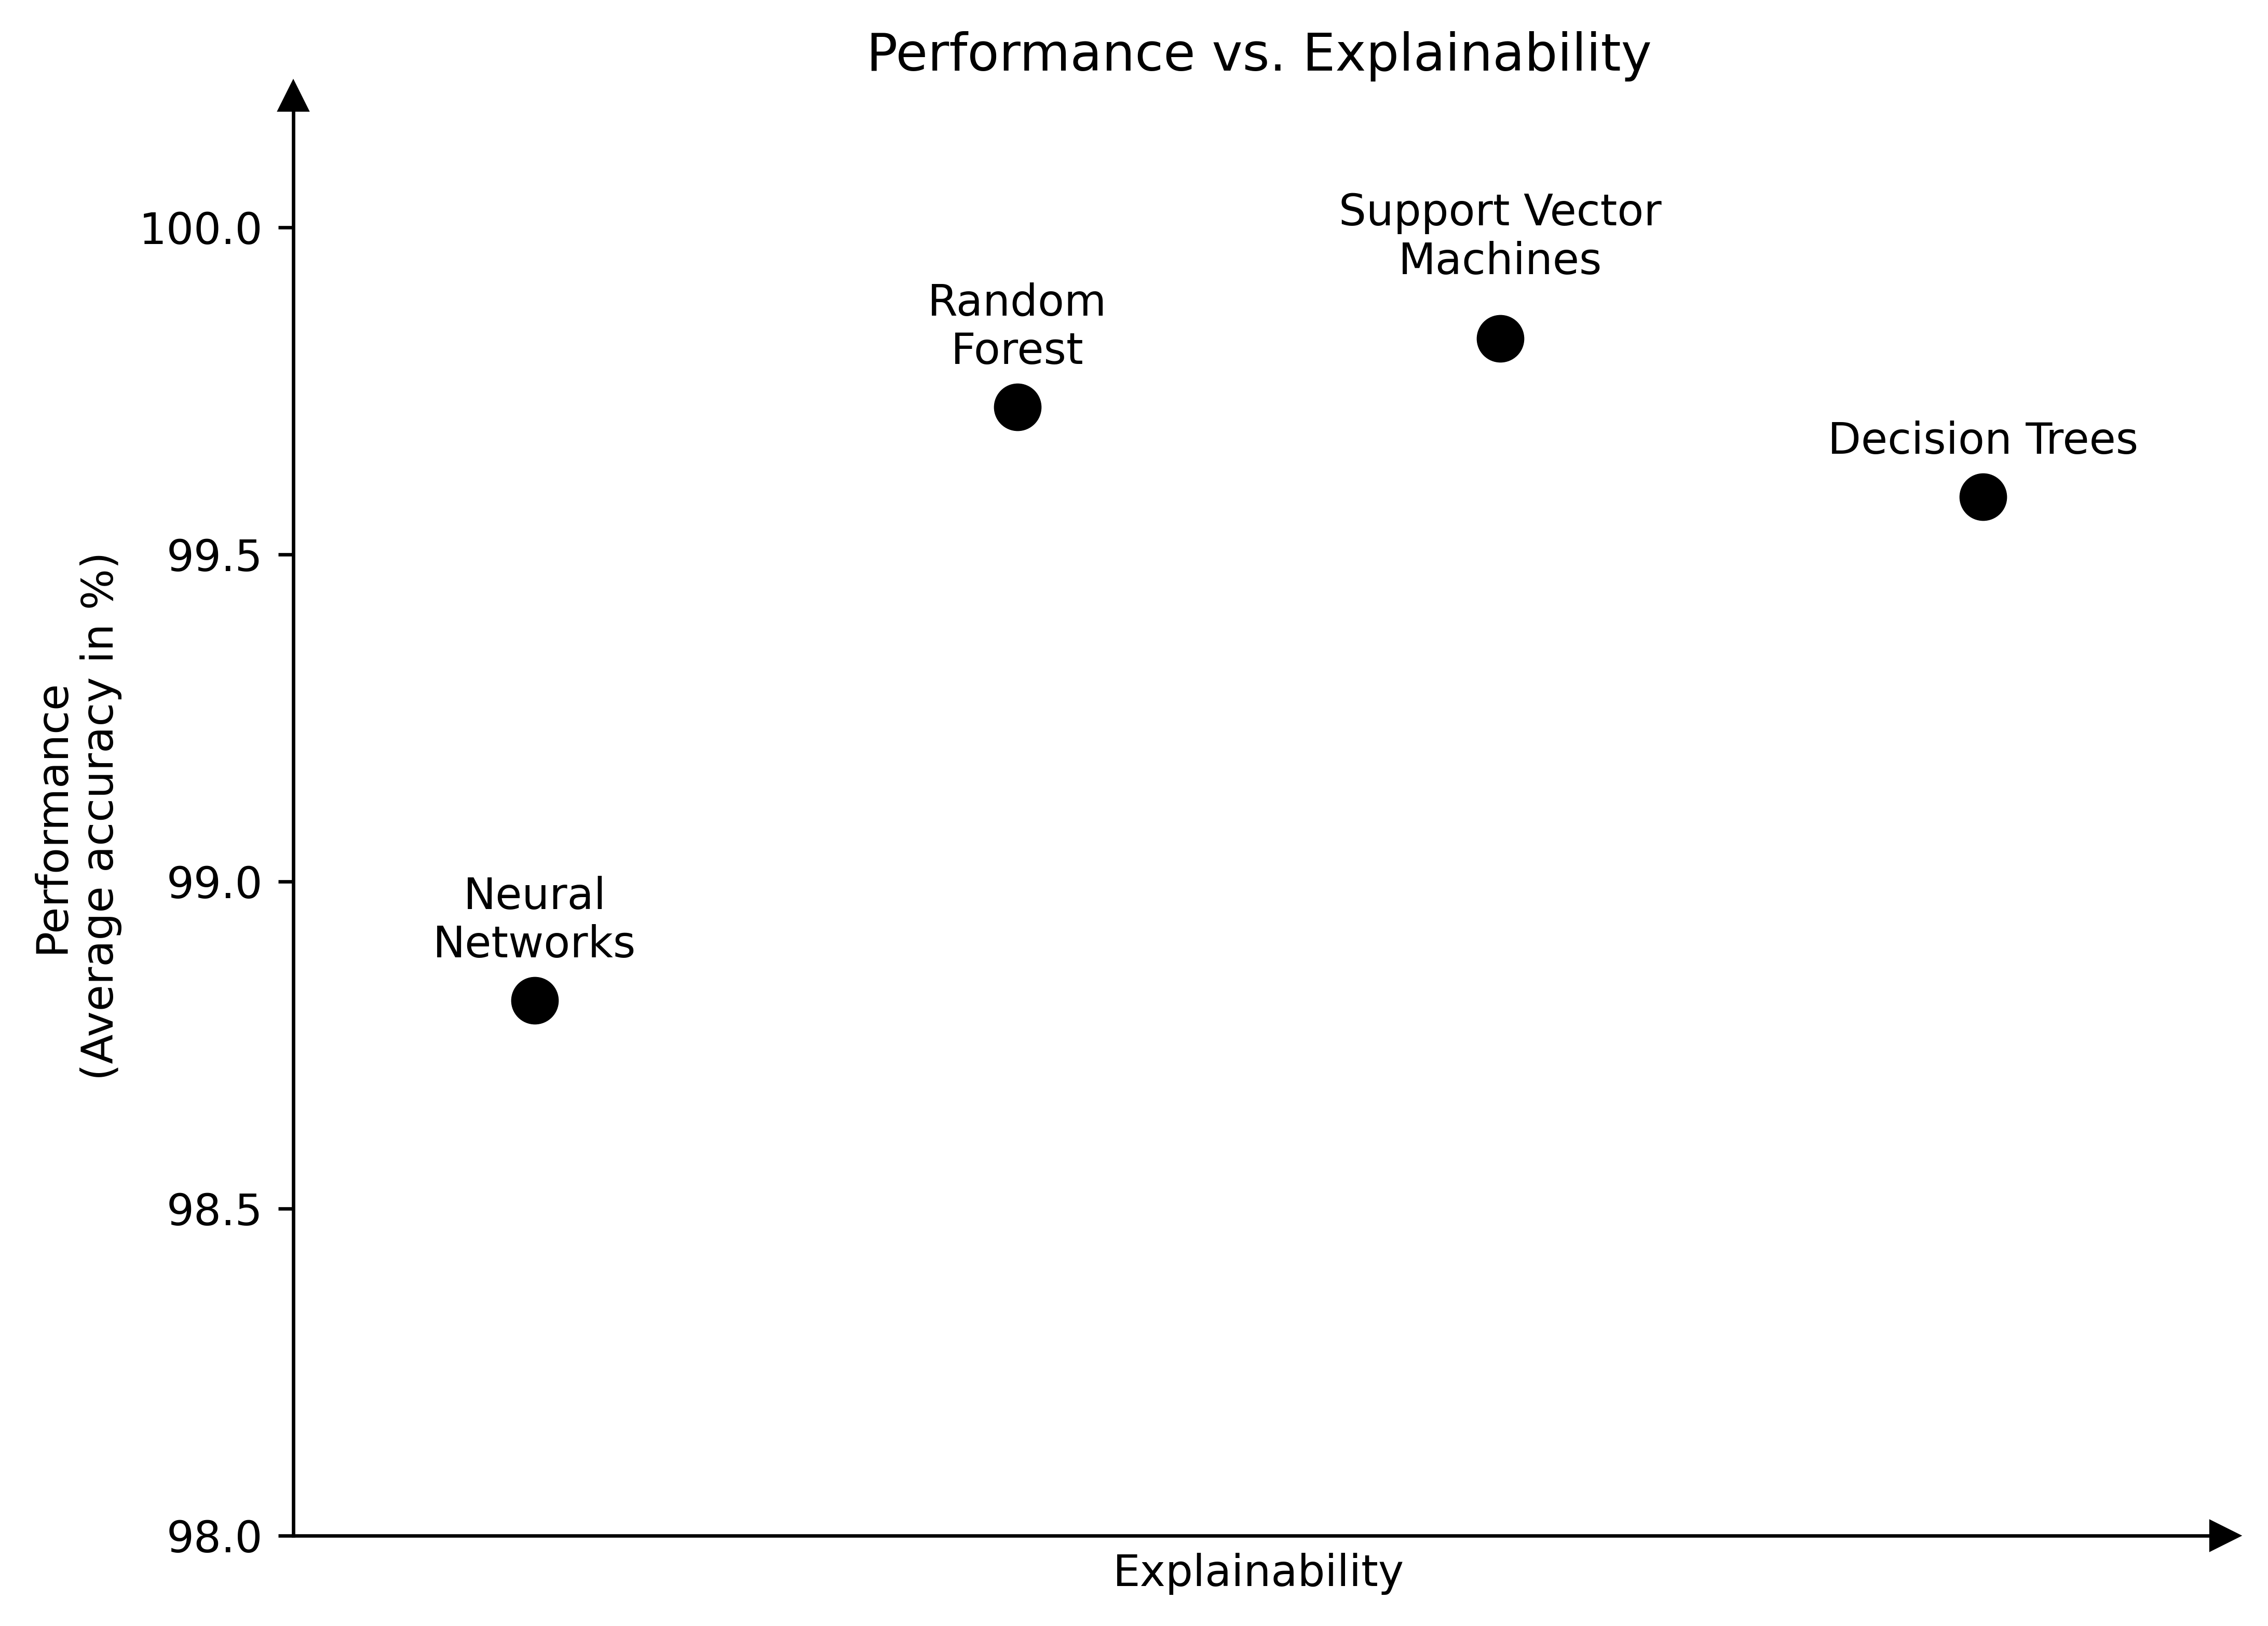 Performance vs. Explainability
100.0
99.5
99.0
98.5
98.0
Performance
(Average accuracy in %)
Support Vector
Machines
Random
Forest
Decision Trees
Neural
Networks
Explainability